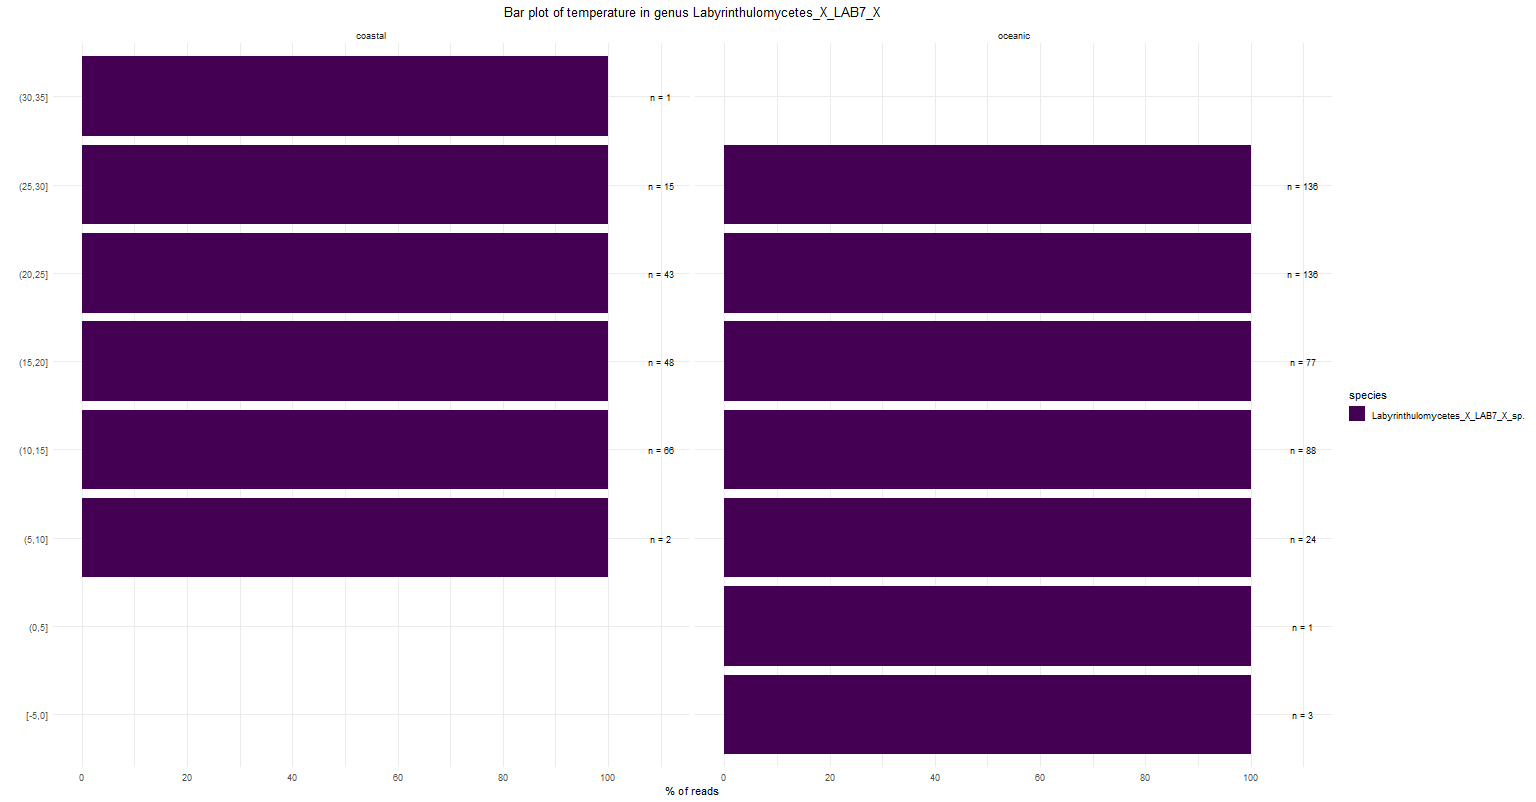 Bar plot of temperature in genus Labyrinthulomycetes_X_LAB7_X
coastal
oceanic
(30,35]
n = 1
(25,30]
n = 15
n = 136
(20,25]
n = 43
n = 136
(15,20]
n = 48
n = 77
(10,15]
n = 66
n = 88
(5,10]
n = 2
n = 24
(0,5]
n = 1
[-5,0]
n = 3
0 20 40 60 80 100
0 20 40 60 80 100
% of reads
species
Labyrinthulomycetes_X_LAB7_X_sp.